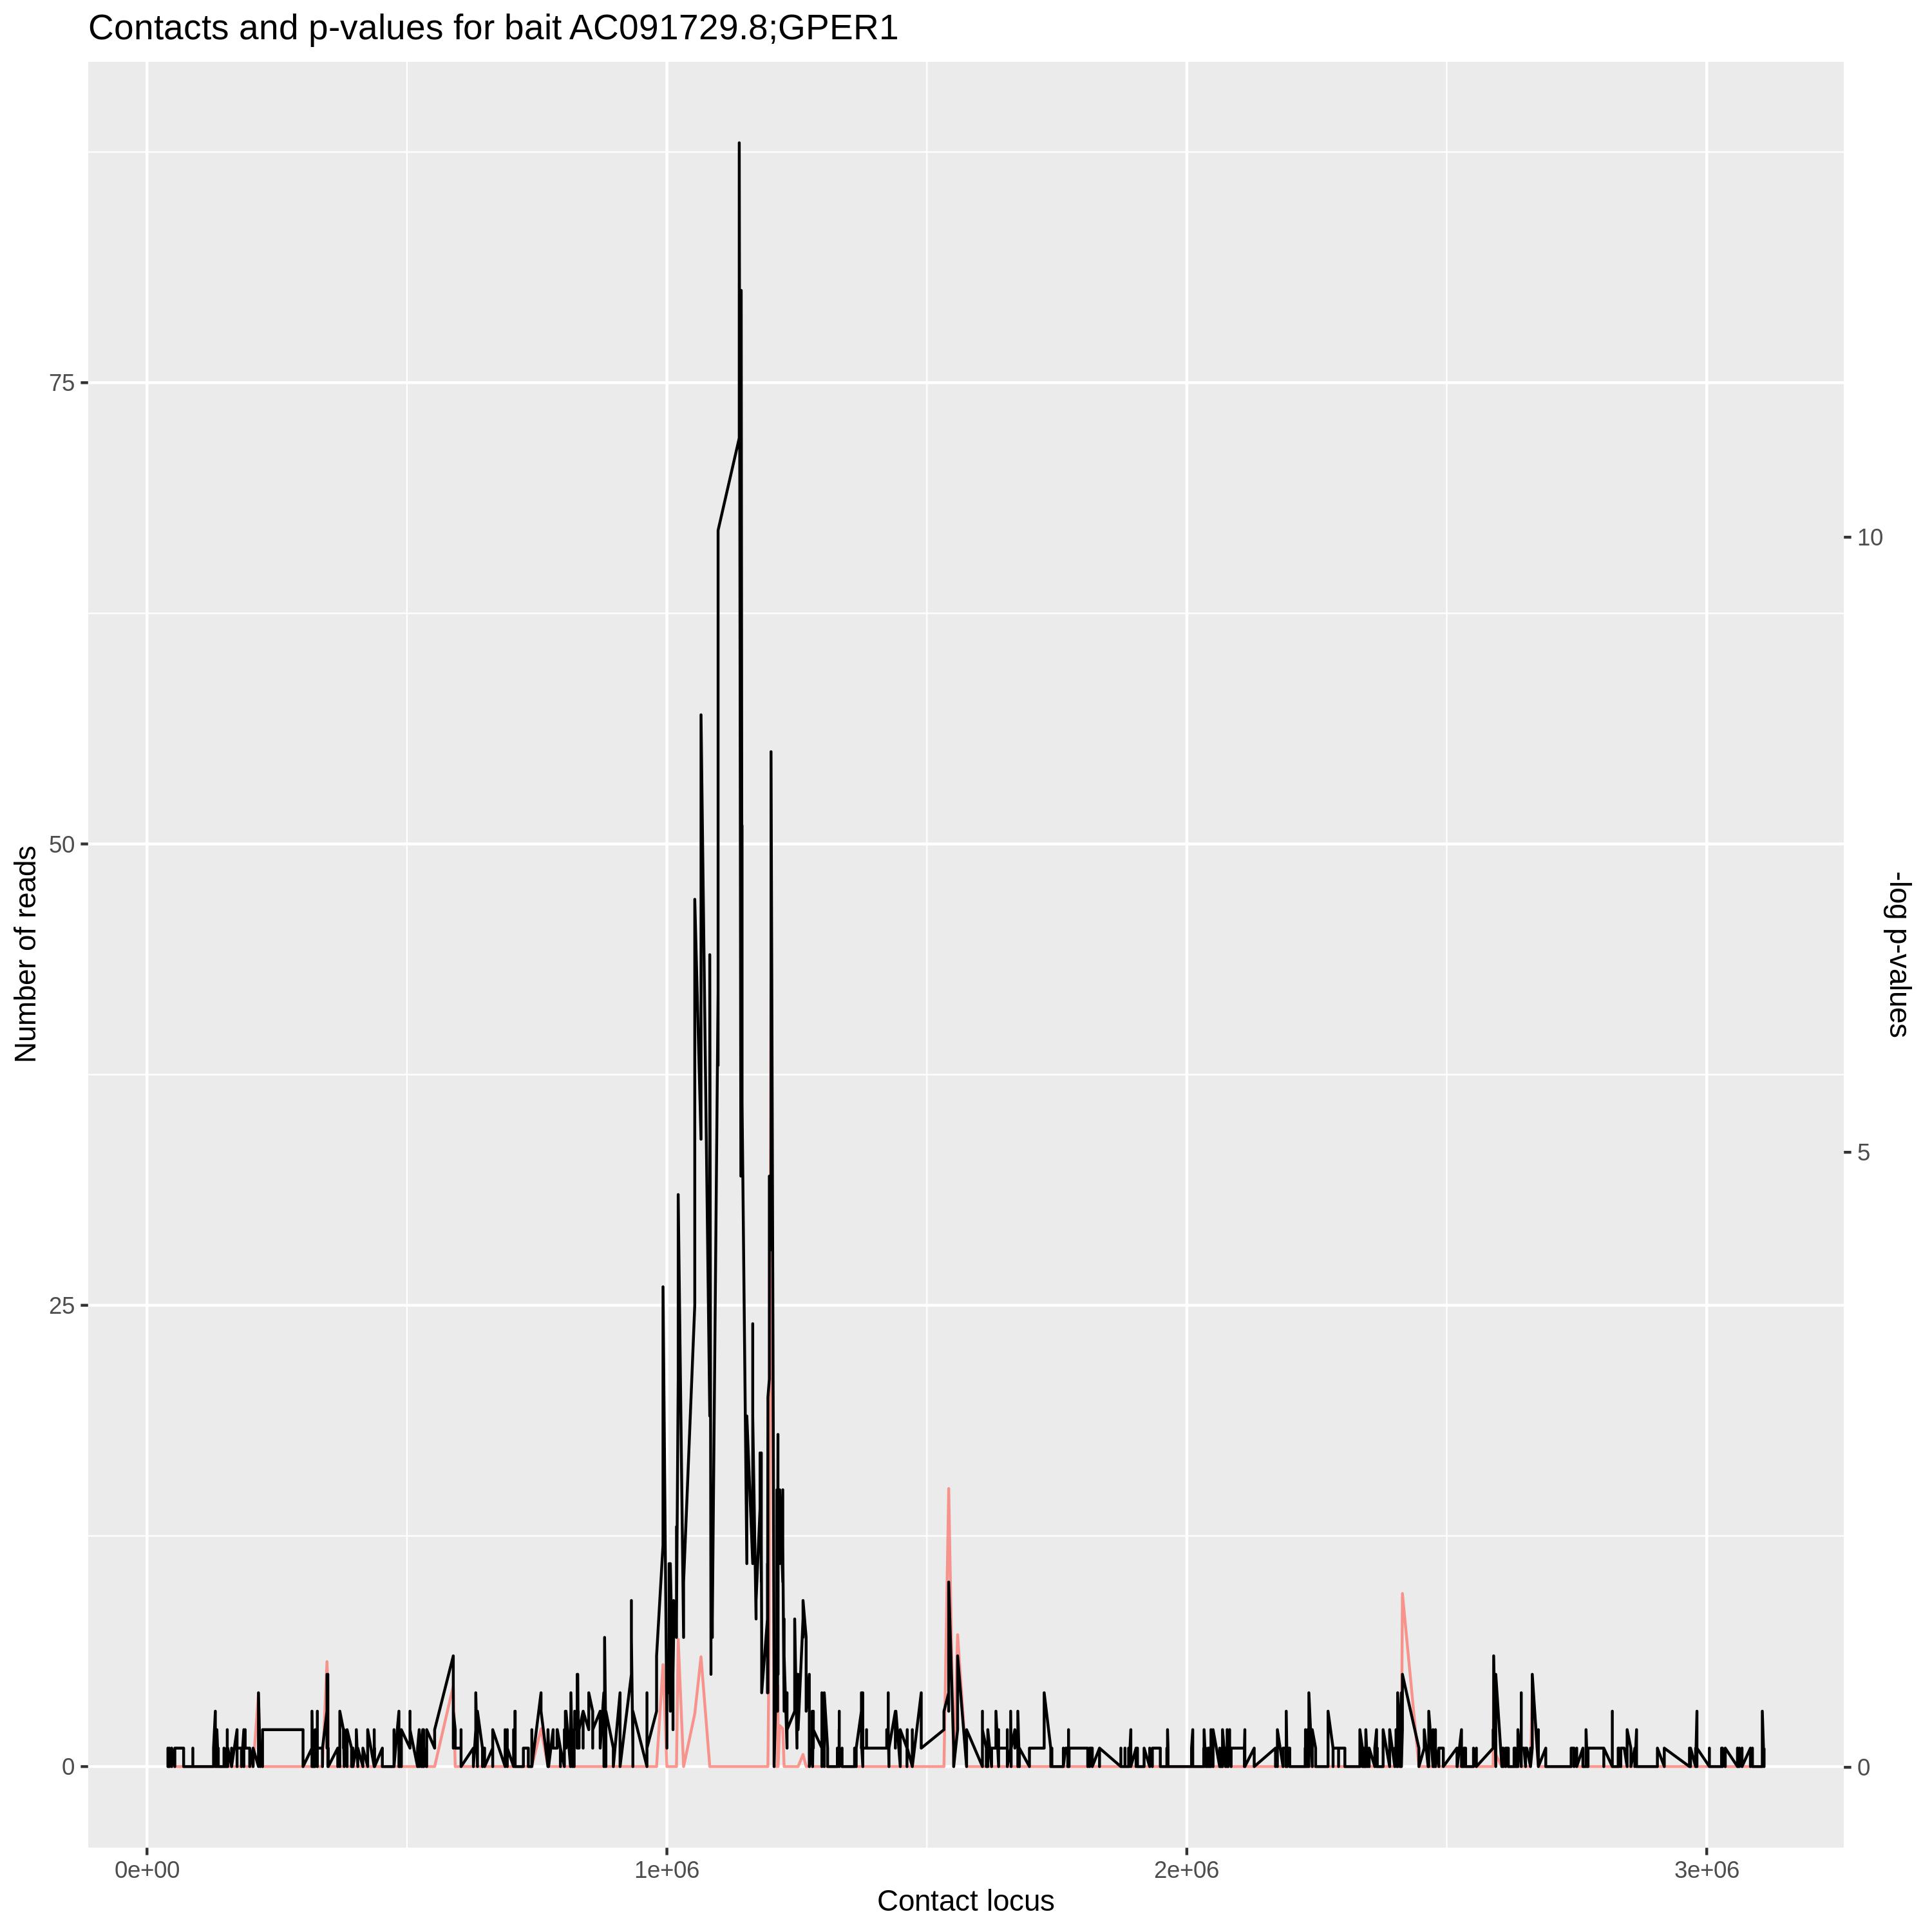 Contacts and p-values for bait AC091729.8;GPER1
75
50
25
0
Number of reads
10
5
0
-log p-values
0e+00
1e+06
2e+06
3e+06
Contact locus